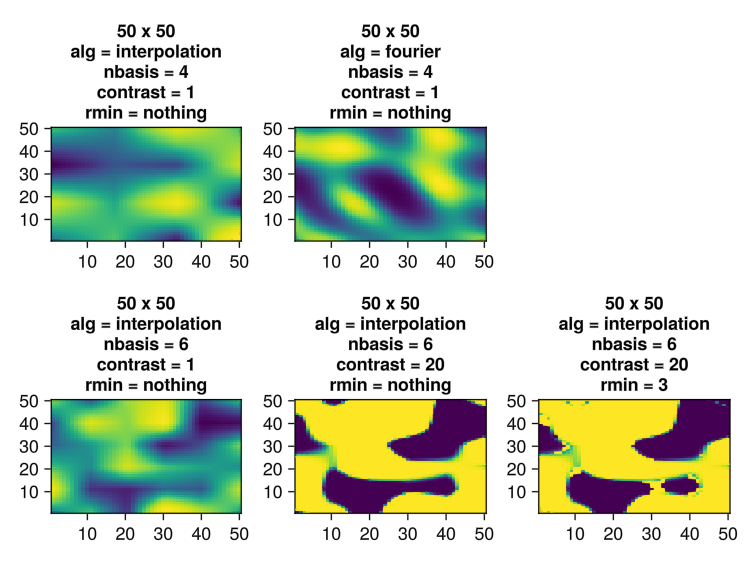 50 x 50
alg = interpolation
nbasis = 4
contrast = 1
rmin = nothing
50
40
30
20
10
10 20 30 40 50
50 x 50
alg = fourier
nbasis = 4
contrast = 1
rmin = nothing
50
40
30
20
10
10 20 30 40 50
50 x 50
alg = interpolation
nbasis = 6
contrast = 1
rmin = nothing
50
40
30
20
10
10 20 30 40 50
50 x 50
alg = interpolation
nbasis = 6
contrast = 20
rmin = nothing
50
40
30
20
10
10 20 30 40 50
50 x 50
alg = interpolation
nbasis = 6
contrast = 20
rmin = 3
50
40
30
20
10
10 20 30 40 50